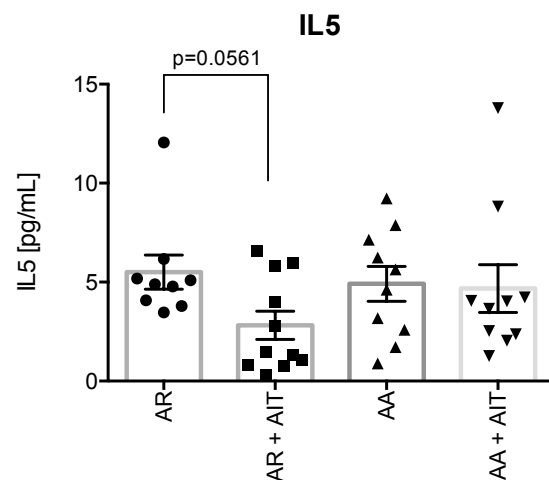 IL5
p=0.0561
15
10
5
0
IL5 [pg/mL]
AR
AR + AIT
AA
AA + AIT